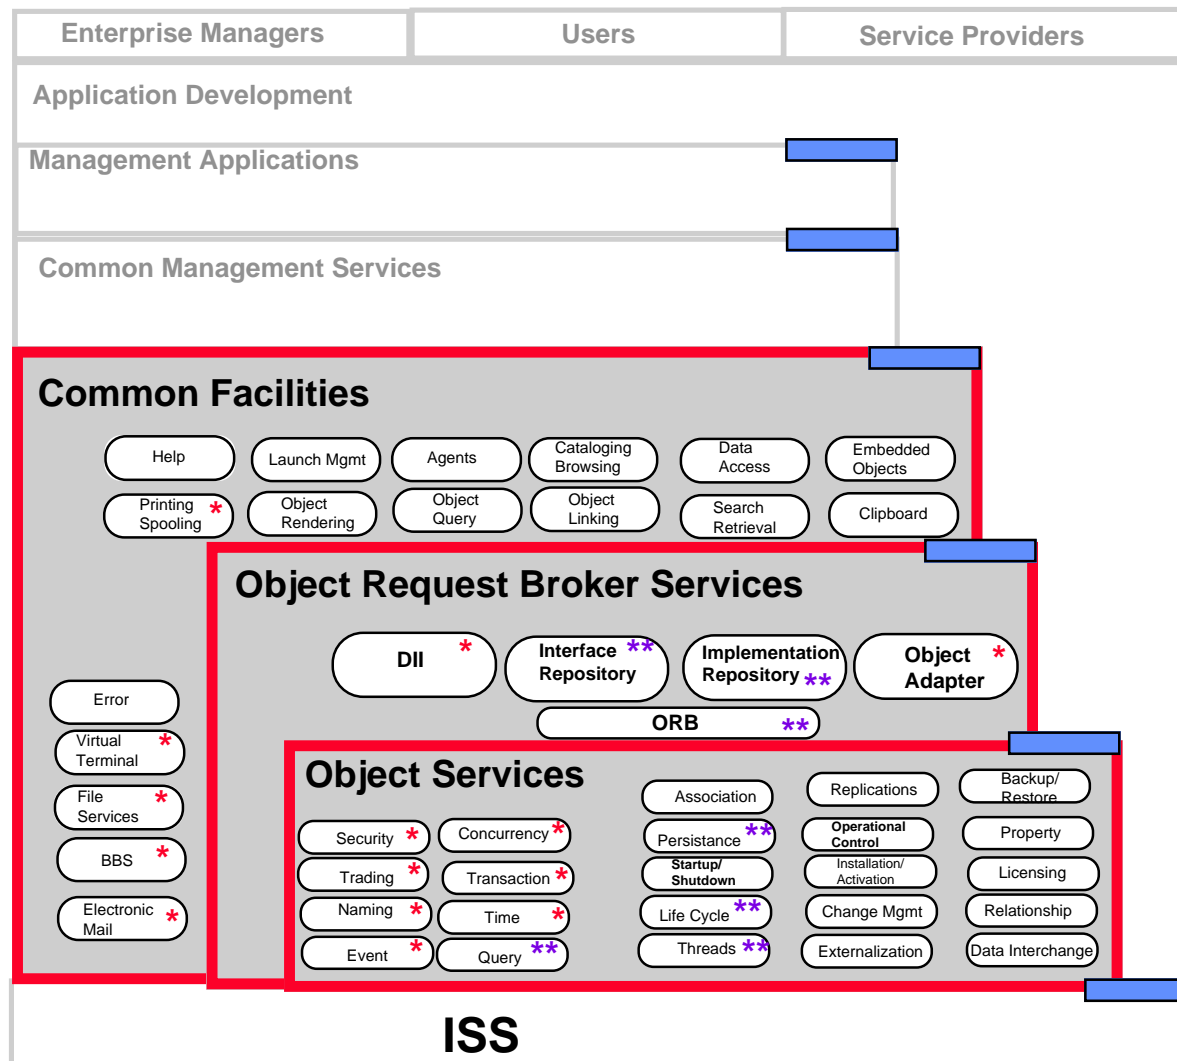 Enterprise Managers
Users
Service Providers
Application Development
Management Applications
Common Management Services
Common Facilities
Help
Launch Mgmt
Agents
Cataloging
Browsing
Data
Access
Embedded
Objects
Printing *
Spooling
Object
Rendering
Object
Query
Object
Linking
Search
Retrieval
Clipboard
Object Request Broker Services
DII *
Interface **
Repository
Implementation
Repository **
Object *
Adapter
ORB **
Error
Virtual *
Terminal
File *
Services
BBS *
Electronic
Mail *
Object Services
Security *
Concurrency *
Trading *
Transaction *
Naming *
Time *
Event *
Query **
Association
Persistance **
Startup/
Shutdown
Life Cycle **
Threads **
Replications
Operational
Control
Installation/
Activation
Change Mgmt
Externalization
Backup/
Restore
Property
Licensing
Relationship
Data Interchange
ISS